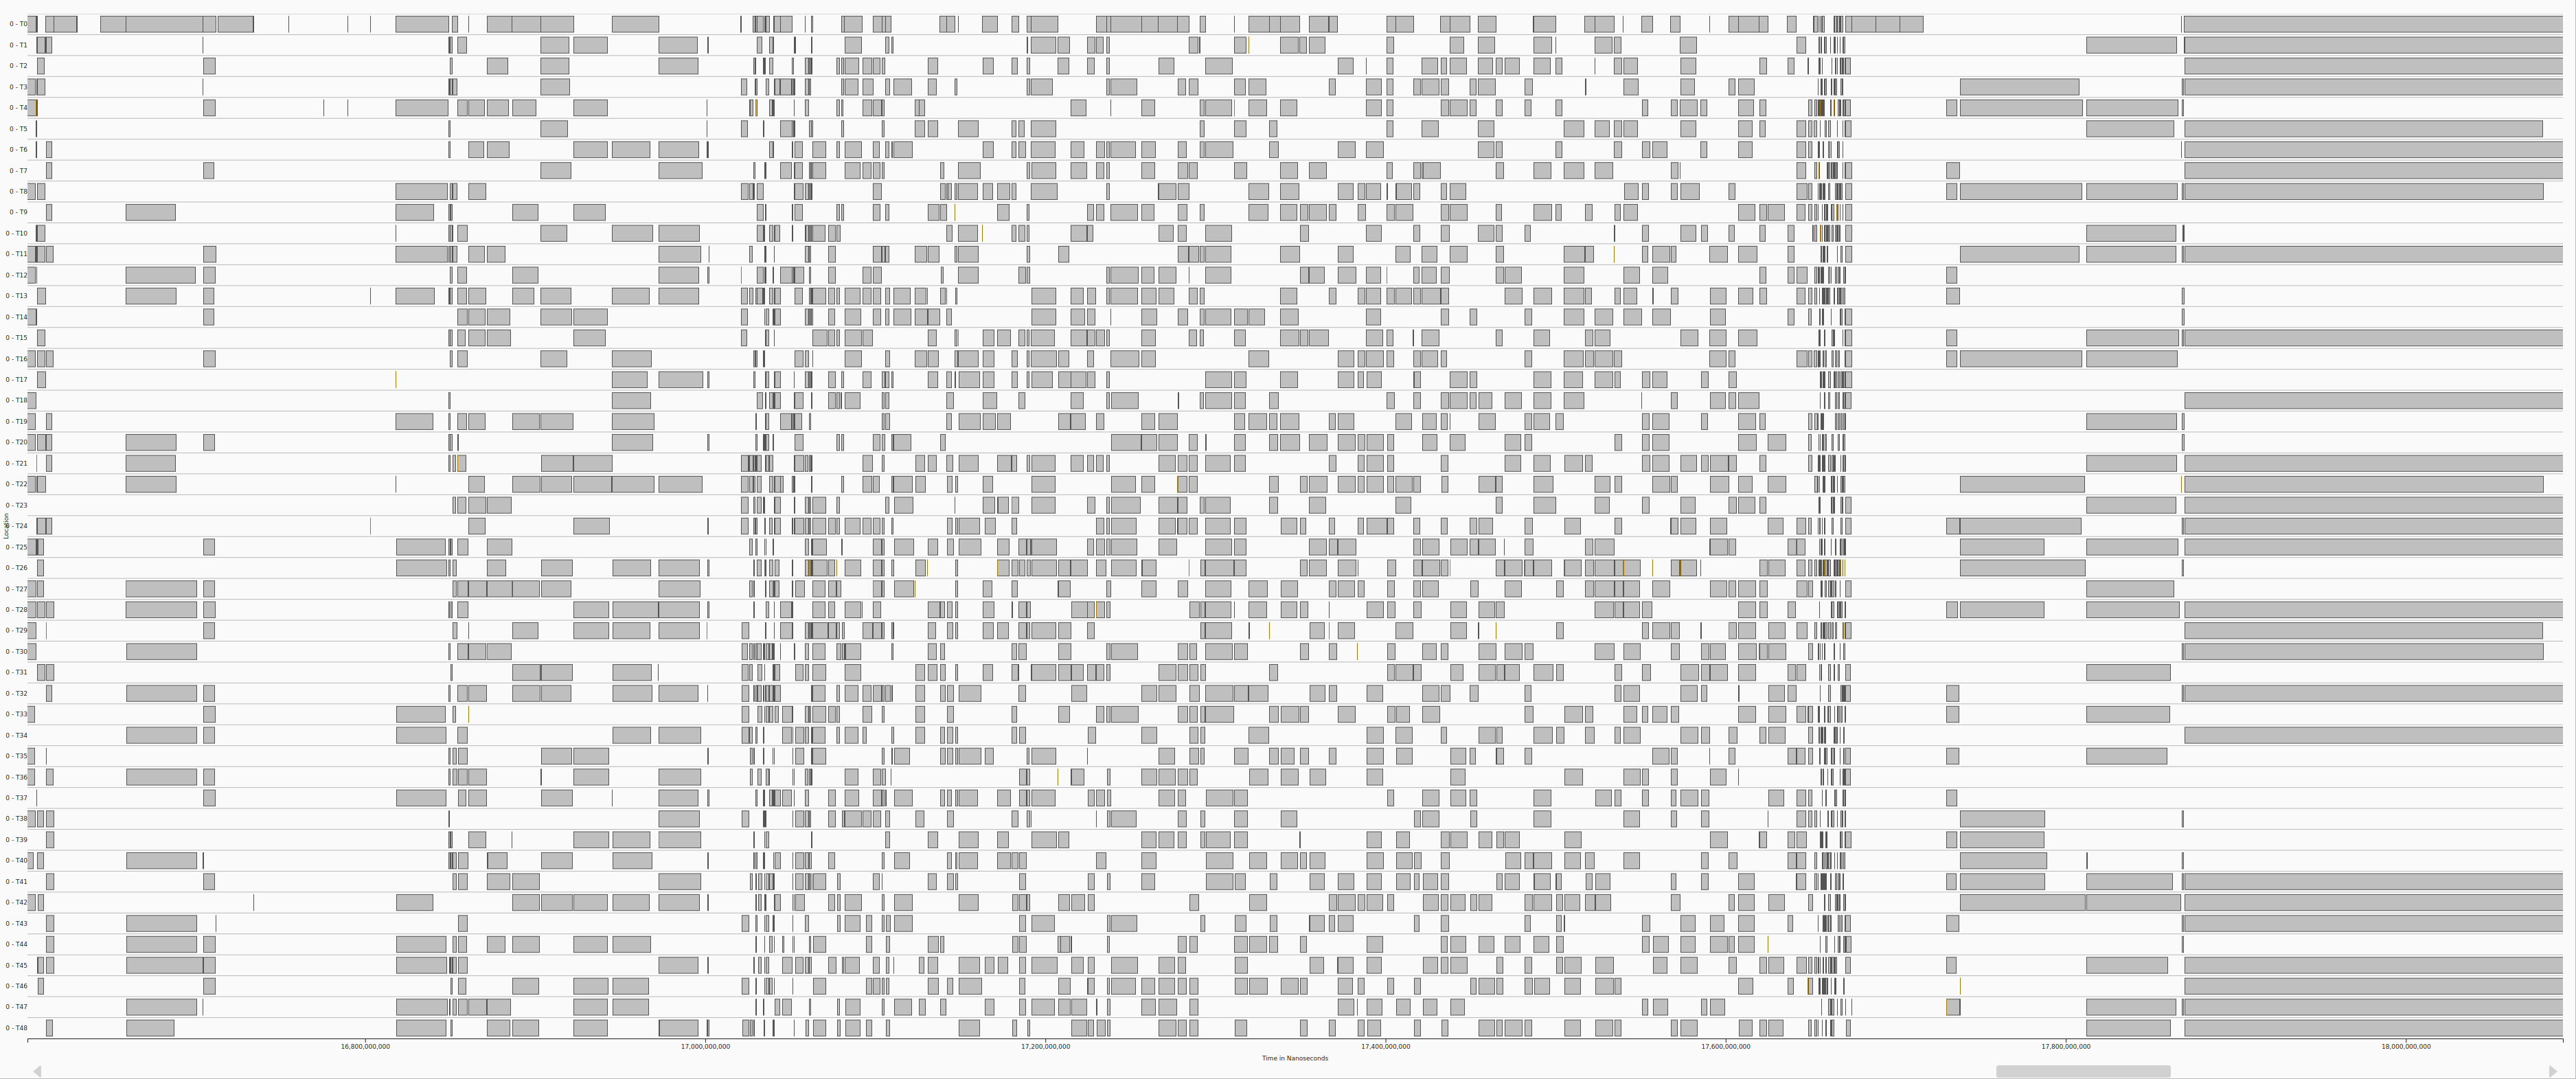 0 - T0
0 - T1
0 - T2
0 - T3
0 - T4
0 - T5
0 - T6
0 - T7
0 - T8
0 - T9
0 - T10
0 - T11
0 - T12
0 - T13
0 - T14
0 - T15
0 - T16
0 - T17
0 - T18
0 - T19
0 - T20
0 - T21
0 - T22
0 - T23
Location
0 - T24
0 - T25
0 - T26
0 - T27
0 - T28
0 - T29
0 - T30
0 - T31
0 - T32
0 - T33
0 - T34
0 - T35
0 - T36
0 - T37
0 - T38
0 - T39
0 - T40
0 - T41
0 - T42
0 - T43
0 - T44
0 - T45
0 - T46
0 - T47
0 - T48
16,800,000,000 17,000,000,000 17,200,000,000 17,400,000,000 17,600,000,000 17,800,000,000 18,000,000,000
Time in Nanoseconds